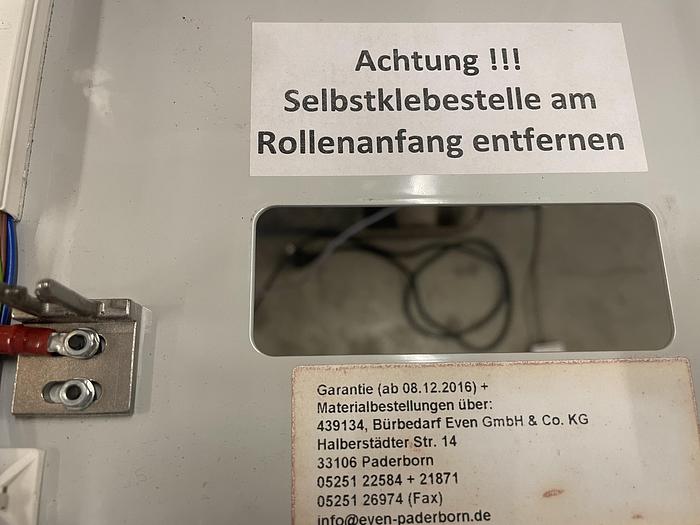 Achtung !!!
Selbstklebestelle am
Rollenanfang entfernen
Garantie (ab 08.12.2016) +
Materialbestellungen über:
439134, Bürbedarf Even GmbH & Co. KG
Halberstädter Str. 14
33106 Paderborn
05251 22584 + 21871
05251 26974 (Fax)
info@even-paderborn.de